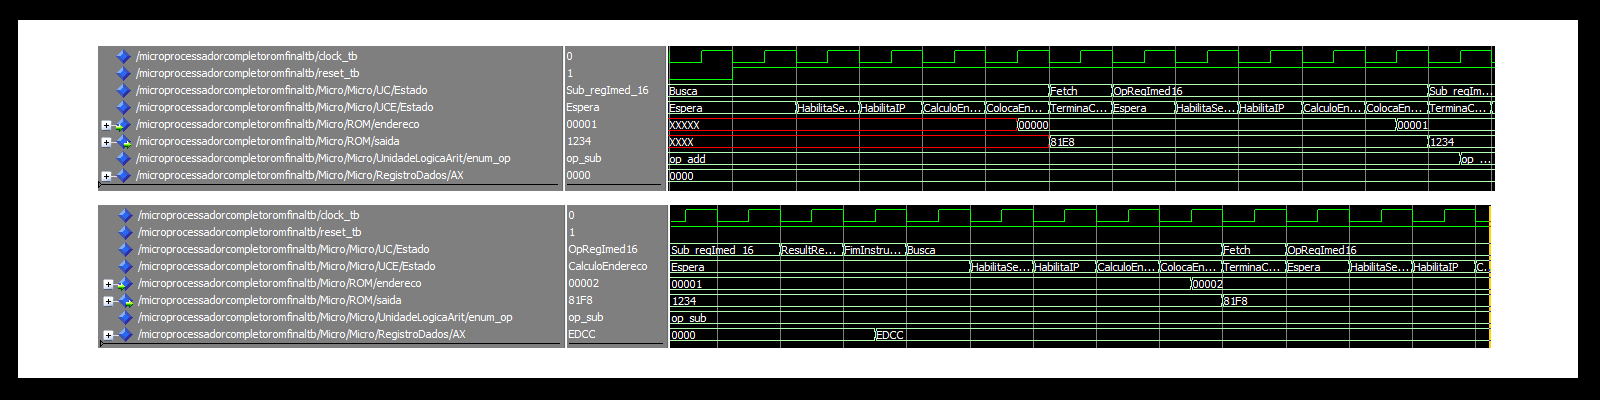 /microprocessadorcompletoromfinaltb/clock_tb 0
/microprocessadorcompletoromfinaltb/reset_tb 1
/microprocessadorcompletoromfinaltb/Micro/Micro/UC/Estado Sub_regImed_16 Busca Fetch OpRegImed16 Sub_regIm...
/microprocessadorcompletoromfinaltb/Micro/Micro/UCE/Estado Espera Espera HabilitaSe... HabilitaIP CalculoEn... ColocaEn... TerminaC... Espera HabilitaSe... HabilitaIP CalculoEn... ColocaEn... TerminaC...
/microprocessadorcompletoromfinaltb/Micro/ROM/endereco 00001 XXXXX 00000 00001
/microprocessadorcompletoromfinaltb/Micro/ROM/saida 1234 XXXX 81E8 1234
/microprocessadorcompletoromfinaltb/Micro/Micro/UnidadeLogicaArit/enum_op op_sub op_add op_...
/microprocessadorcompletoromfinaltb/Micro/Micro/RegistroDados/AX 0000 0000
/microprocessadorcompletoromfinaltb/clock_tb 0
/microprocessadorcompletoromfinaltb/reset_tb 1
/microprocessadorcompletoromfinaltb/Micro/Micro/UC/Estado OpRegImed16 Sub_regImed_16 ResultRe... FimInstru... Busca Fetch OpRegImed16
/microprocessadorcompletoromfinaltb/Micro/Micro/UCE/Estado CalculoEndereco Espera HabilitaSe... HabilitaIP CalculoEn... ColocaEn... TerminaC... Espera HabilitaSe... HabilitaIP C...
/microprocessadorcompletoromfinaltb/Micro/ROM/endereco 00002 00001 00002
/microprocessadorcompletoromfinaltb/Micro/ROM/saida 81F8 1234 81F8
/microprocessadorcompletoromfinaltb/Micro/Micro/UnidadeLogicaArit/enum_op op_sub op_sub
/microprocessadorcompletoromfinaltb/Micro/Micro/RegistroDados/AX EDCC 0000 EDCC